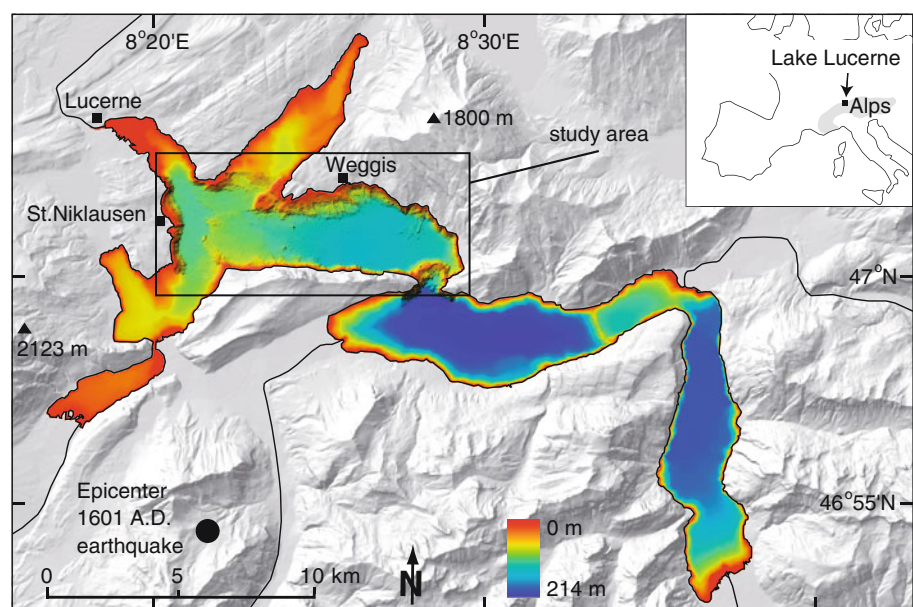 8°20'E
8°30'
Lake Lucerne
Alps
Lucerne
1800 m
study area
Weggis
St.Niklausen
47°N
2123 m
Epicenter
1601 A.D.
earthquake
46°55'
0 m
214 m
N
0 5 10 km